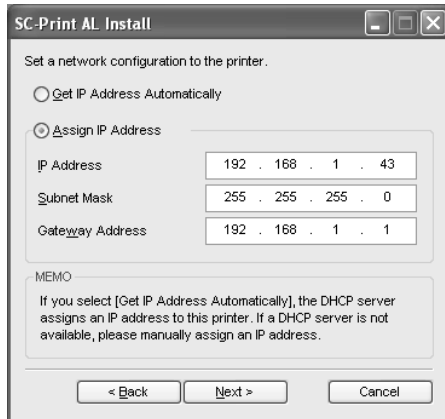 SC-Print AL Install
Set a network configuration to the printer.
Get IP Address Automatically
Assign IP Address
IP Address 192 . 168 . 1 . 43
Subnet Mask 255 . 255 . 255 . 0
Gateway Address 192 . 168 . 1 . 1
MEMO
If you select [Get IP Address Automatically], the DHCP server
assigns an IP address to this printer. If a DHCP server is not
available, please manually assign an IP address.
< Back Next > Cancel